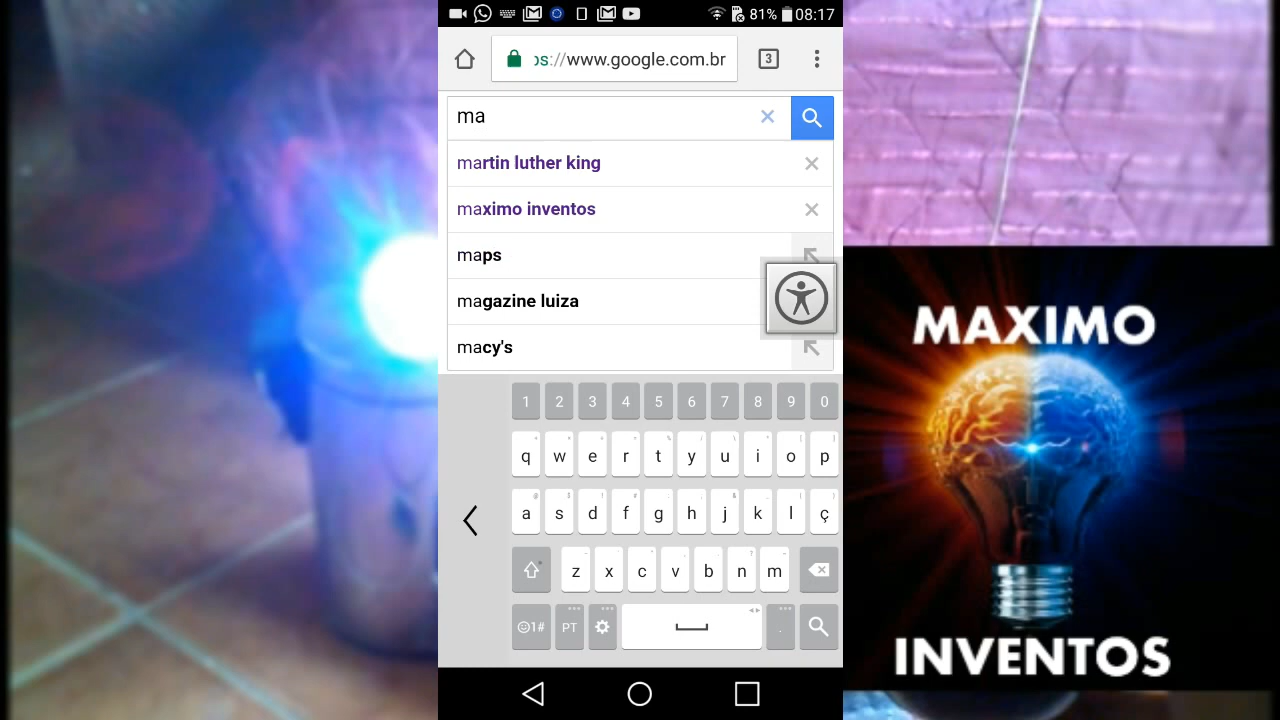 81% 08:17
ps://www.google.com.br
3
ma
martin luther king
maximo inventos
maps
magazine luiza
macy's
1 2 3 4 5 6 7 8 9 0
q w e r t y u i o p
a s d f g h j k l ç
z x c v b n m
1# PT .
MAXIMO
INVENTOS